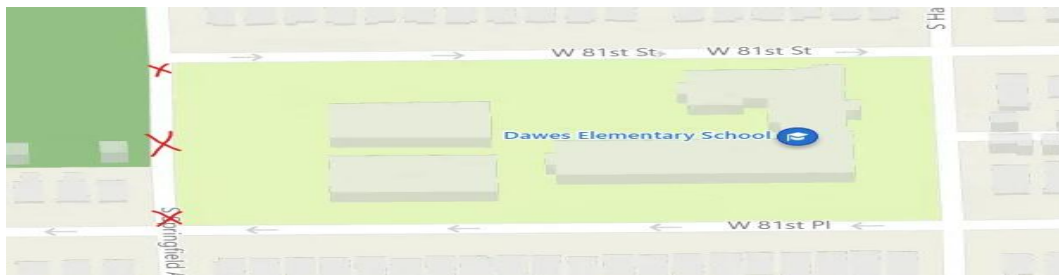 W 81st St W 81st St
S Ha
Dawes Elementary School
W 81st Pl
S Springfield A